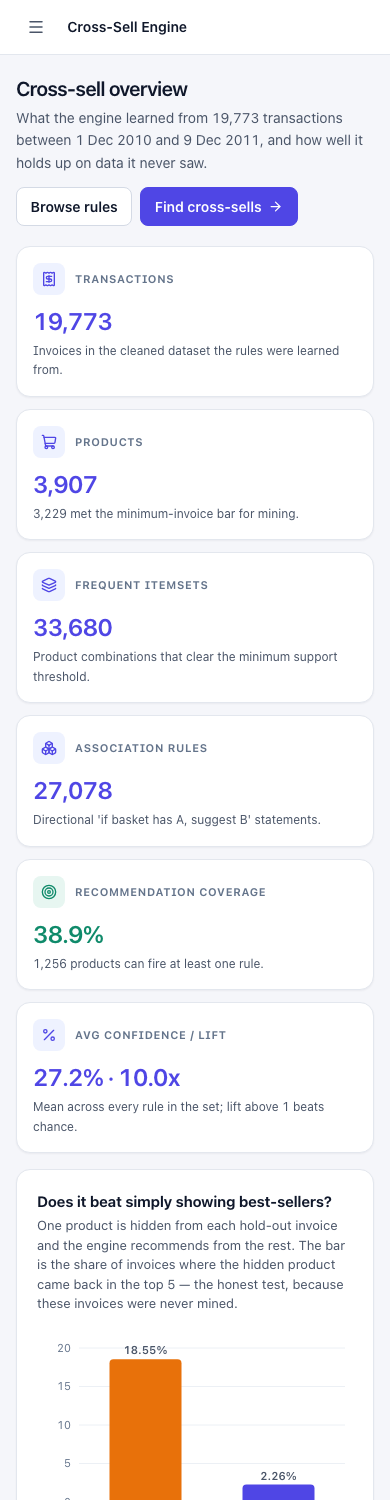 Cross-Sell Engine
Cross-sell overview
What the engine learned from 19,773 transactions
between 1 Dec 2010 and 9 Dec 2011, and how well it
holds up on data it never saw.
Browse rules
Find cross-sells →
TRANSACTIONS
19,773
Invoices in the cleaned dataset the rules were learned
from.
PRODUCTS
3,907
3,229 met the minimum-invoice bar for mining.
FREQUENT ITEMSETS
33,680
Product combinations that clear the minimum support
threshold.
ASSOCIATION RULES
27,078
Directional 'if basket has A, suggest B' statements.
RECOMMENDATION COVERAGE
38.9%
1,256 products can fire at least one rule.
AVG CONFIDENCE / LIFT
27.2% · 10.0x
Mean across every rule in the set; lift above 1 beats
chance.
Does it beat simply showing best-sellers?
One product is hidden from each hold-out invoice
and the engine recommends from the rest. The bar
is the share of invoices where the hidden product
came back in the top 5 — the honest test, because
these invoices were never mined.
20
18.55%
15
10
5
2.26%